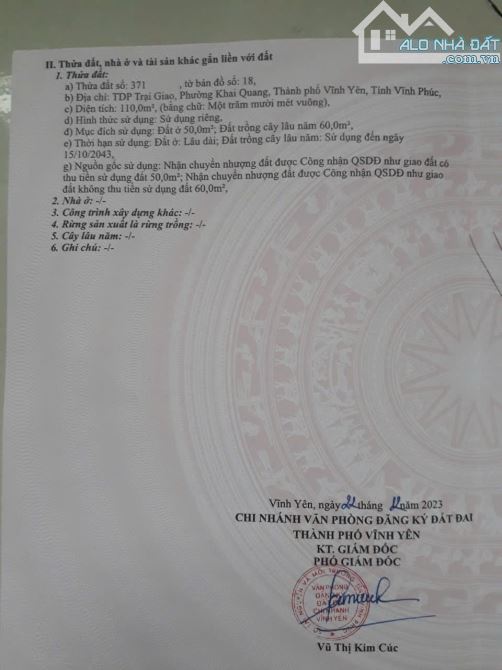 ALO NHÀ ĐẤT
.com.vn
II. Thửa đất, nhà ở và tài sản khác gắn liền với đất
1. Thửa đất:
a) Thửa đất số: 371 , tờ bản đồ số: 18,
b) Địa chỉ: TDP Trại Giao, Phường Khai Quang, Thành phố Vĩnh Yên, Tỉnh Vĩnh Phúc,
c) Diện tích: 110,0m², (bằng chữ: Một trăm mười mét vuông),
d) Hình thức sử dụng: Sử dụng riêng,
đ) Mục đích sử dụng: Đất ở 50,0m²; Đất trồng cây lâu năm 60,0m²,
e) Thời hạn sử dụng: Đất ở: Lâu dài; Đất trồng cây lâu năm: Sử dụng đến ngày
15/10/2043,
g) Nguồn gốc sử dụng: Nhận chuyển nhượng đất được Công nhận QSDĐ như giao đất có
thu tiền sử dụng đất 50,0m²; Nhận chuyển nhượng đất được Công nhận QSDĐ như giao
đất không thu tiền sử dụng đất 60,0m²,
2. Nhà ở: -/-
3. Công trình xây dựng khác: -/-
4. Rừng sản xuất là rừng trồng: -/-
5. Cây lâu năm: -/-
6. Ghi chú: -/-
Vĩnh Yên, ngày 22 tháng 12 năm 2023
CHI NHÁNH VĂN PHÒNG ĐĂNG KÝ ĐẤT ĐAI
THÀNH PHỐ VĨNH YÊN
KT. GIÁM ĐỐC
PHÓ GIÁM ĐỐC
VĂN PHÒNG
CHI NHÁNH
VĨNH YÊN
Vũ Thị Kim Cúc